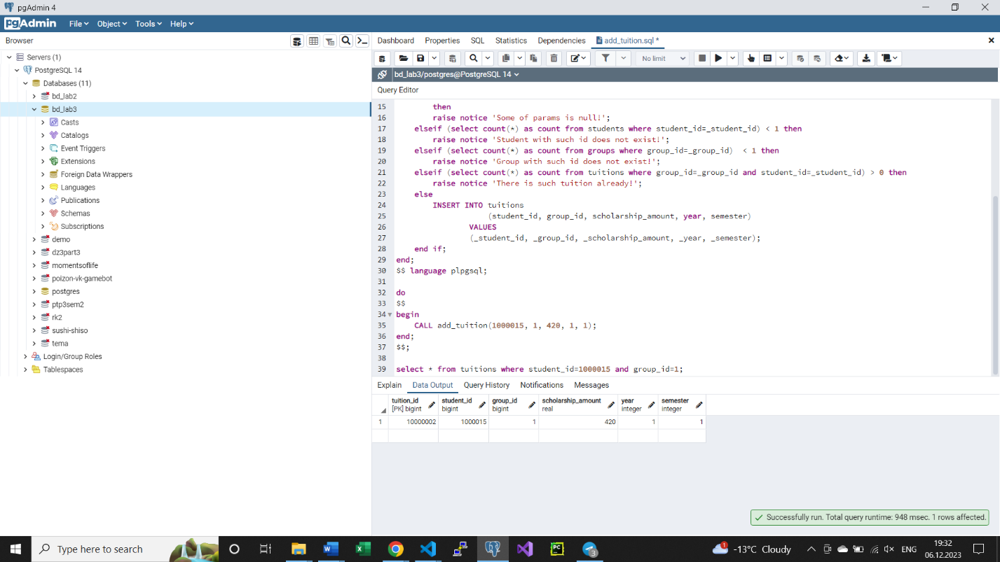 pgAdmin 4
pgAdmin File Object Tools Help
Browser
Dashboard Properties SQL Statistics Dependencies add_tuition.sql *
No limit
bd_lab3/postgres@PostgreSQL 14
Query Editor
Servers (1)
PostgreSQL 14
Databases (11)
bd_lab2
bd_lab3
Casts
Catalogs
Event Triggers
Extensions
Foreign Data Wrappers
Languages
Publications
Schemas
Subscriptions
demo
dz3part3
momentsoflife
poizon-vk-gamebot
postgres
ptp3sem2
rk2
sushi-shiso
tema
Login/Group Roles
Tablespaces
15 then
16 raise notice 'Some of params is null!';
17 elseif (select count(*) as count from students where student_id=_student_id) < 1 then
18 raise notice 'Student with such id does not exist!';
19 elseif (select count(*) as count from groups where group_id=_group_id) < 1 then
20 raise notice 'Group with such id does not exist!';
21 elseif (select count(*) as count from tuitions where group_id=_group_id and student_id=_student_id) > 0 then
22 raise notice 'There is such tuition already!';
23 else
24 INSERT INTO tuitions
25 (student_id, group_id, scholarship_amount, year, semester)
26 VALUES
27 (_student_id, _group_id, _scholarship_amount, _year, _semester);
28 end if;
29 end;
30 $$ language plpgsql;
31
32 do
33 $$
34 begin
35 CALL add_tuition(1000015, 1, 420, 1, 1);
36 end;
37 $$;
38
39 select * from tuitions where student_id=1000015 and group_id=1;
Explain Data Output Query History Notifications Messages
tuition_id student_id group_id scholarship_amount year semester
[PK] bigint bigint bigint real integer integer
1 10000002 1000015 1 420 1 1
Successfully run. Total query runtime: 948 msec. 1 rows affected.
Type here to search
PC
3
1
-13°C Cloudy
ENG
19:32
06.12.2023